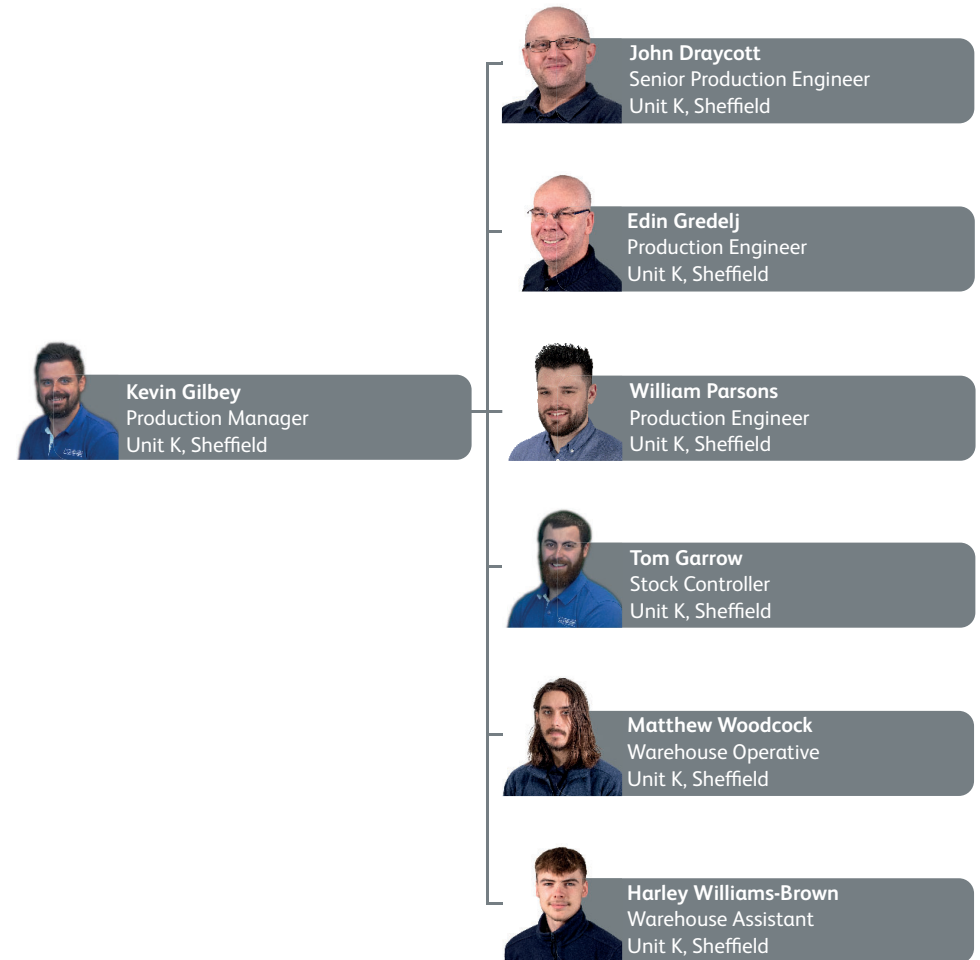 John Draycott
Senior Production Engineer
Unit K, Sheffield
Edin Gredelj
Production Engineer
Unit K, Sheffield
Kevin Gilbey
Production Manager
Unit K, Sheffield
William Parsons
Production Engineer
Unit K, Sheffield
Tom Garrow
Stock Controller
Unit K, Sheffield
Matthew Woodcock
Warehouse Operative
Unit K, Sheffield
Harley Williams-Brown
Warehouse Assistant
Unit K, Sheffield